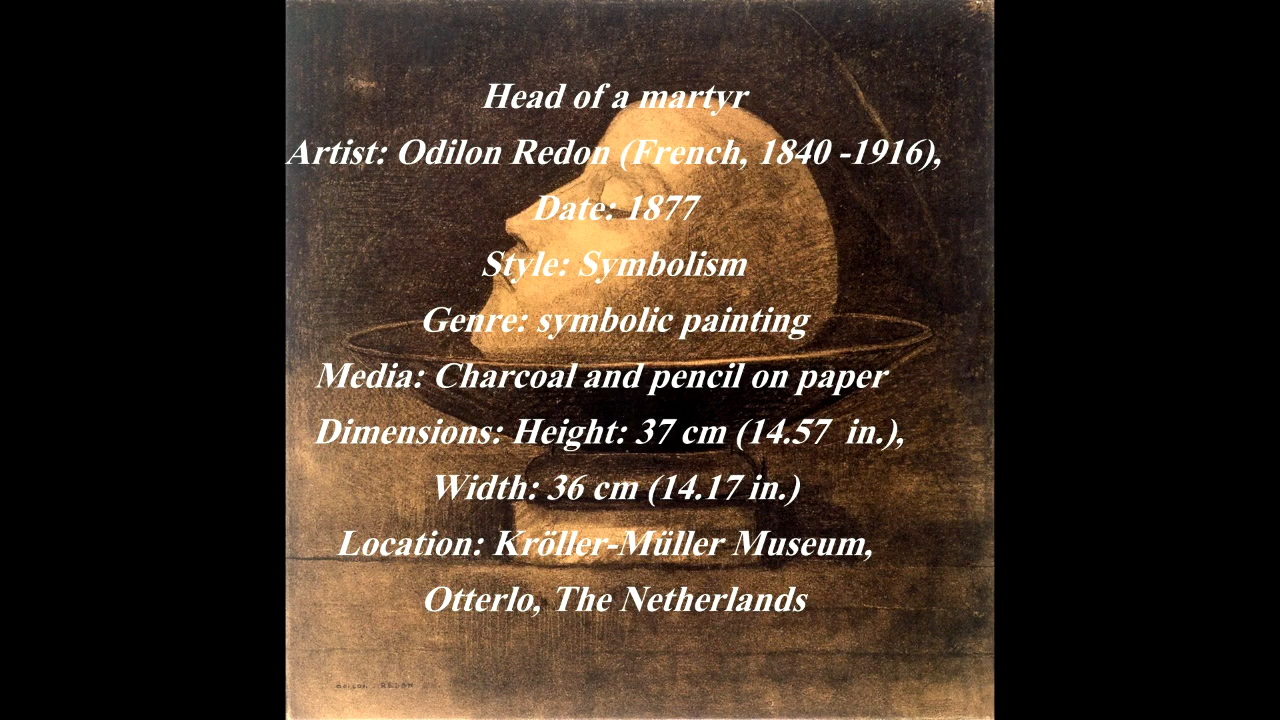 Head of a martyr
Artist: Odilon Redon (French, 1840 -1916),
Date: 1877
Style: Symbolism
Genre: symbolic painting
Media: Charcoal and pencil on paper
Dimensions: Height: 37 cm (14.57  in.),
Width: 36 cm (14.17 in.)
Location: Kröller-Müller Museum,
Otterlo, The Netherlands
ODILON REDON